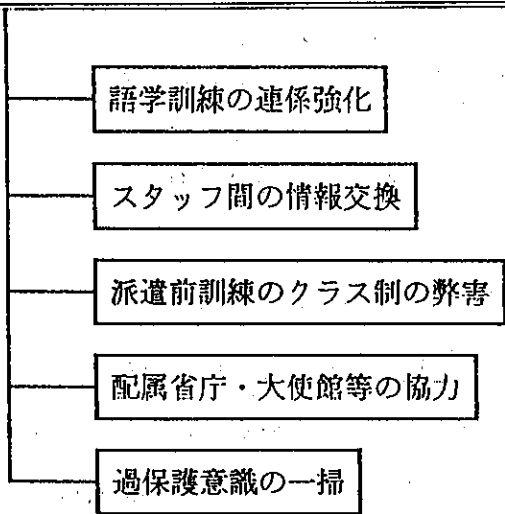 語学訓練の連係強化
スタッフ間の情報交換
派遣前訓練のクラス制の弊害
配属省庁・大使館等の協力
過保護意識の一掃